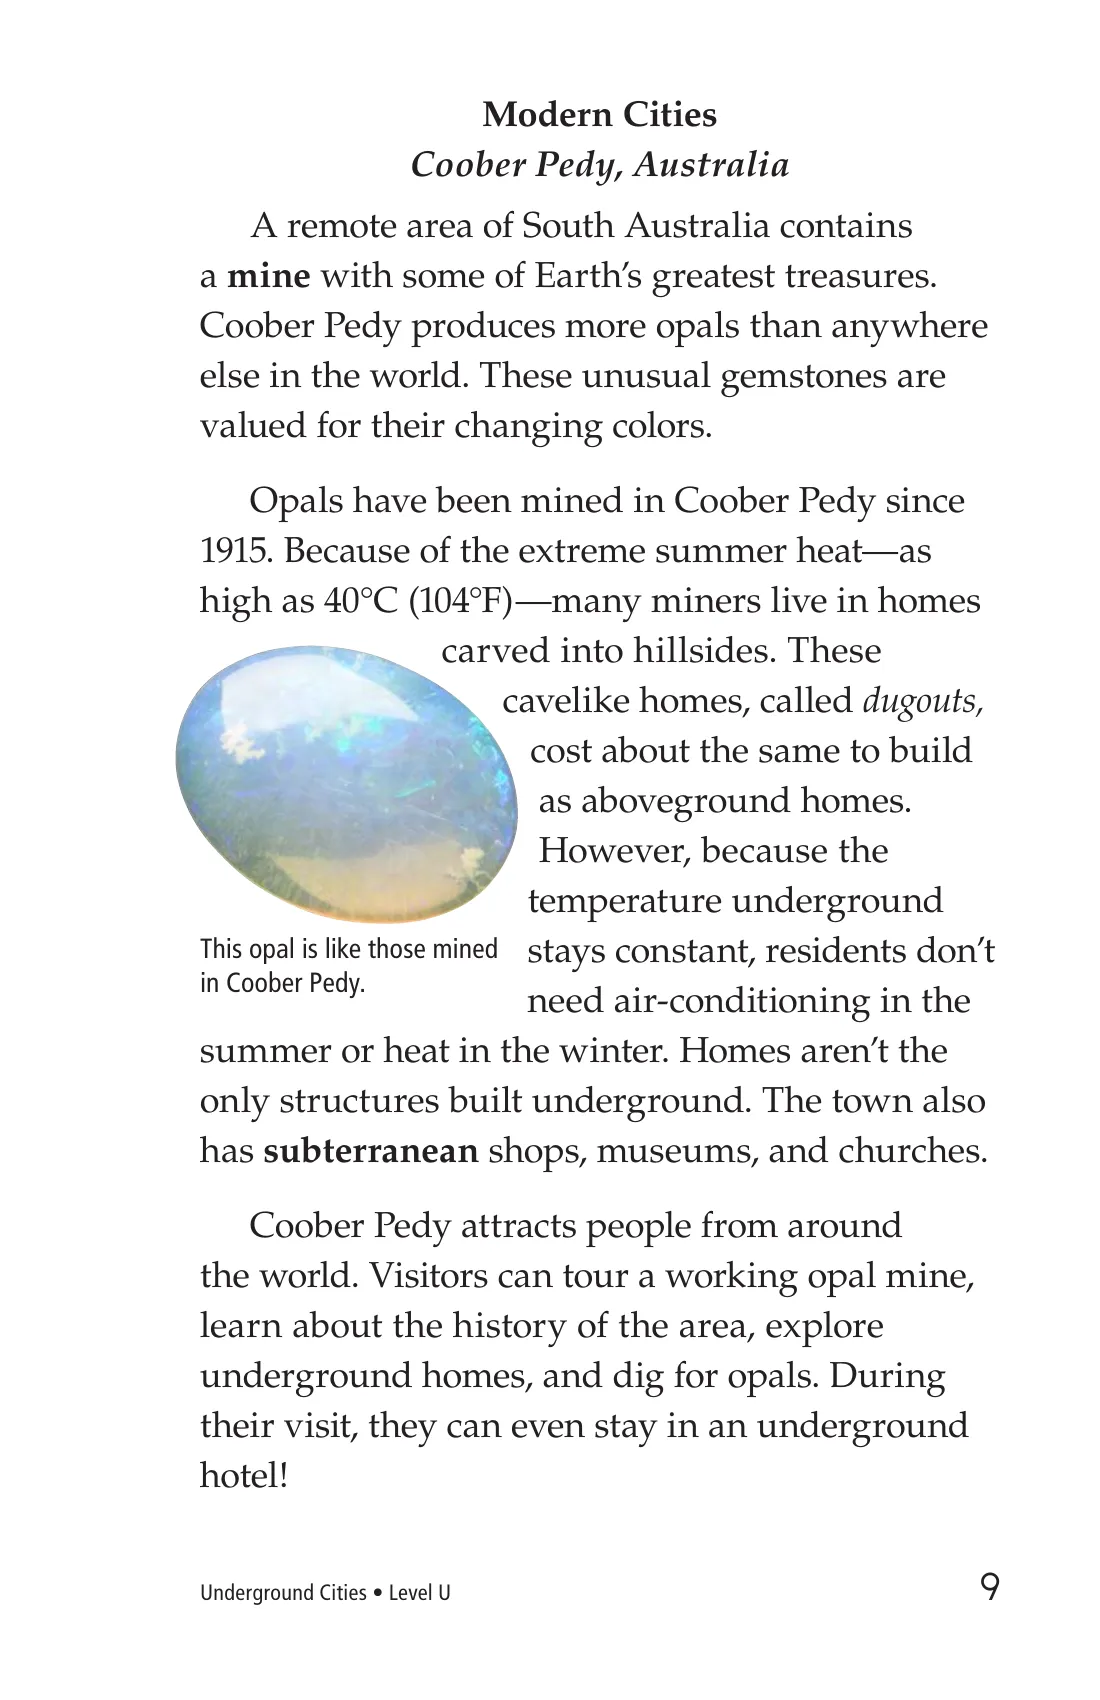 Modern Cities
Coober Pedy, Australia
A remote area of South Australia contains
a mine with some of Earth’s greatest treasures.
Coober Pedy produces more opals than anywhere
else in the world. These unusual gemstones are
valued for their changing colors.
Opals have been mined in Coober Pedy since
1915. Because of the extreme summer heat—as
high as 40°C (104°F)—many miners live in homes
carved into hillsides. These
cavelike homes, called dugouts,
cost about the same to build
as aboveground homes.
However, because the
temperature underground
stays constant, residents don’t
need air-conditioning in the
summer or heat in the winter. Homes aren’t the
only structures built underground. The town also
has subterranean shops, museums, and churches.
This opal is like those mined
in Coober Pedy.
Coober Pedy attracts people from around
the world. Visitors can tour a working opal mine,
learn about the history of the area, explore
underground homes, and dig for opals. During
their visit, they can even stay in an underground
hotel!
Underground Cities • Level U
9